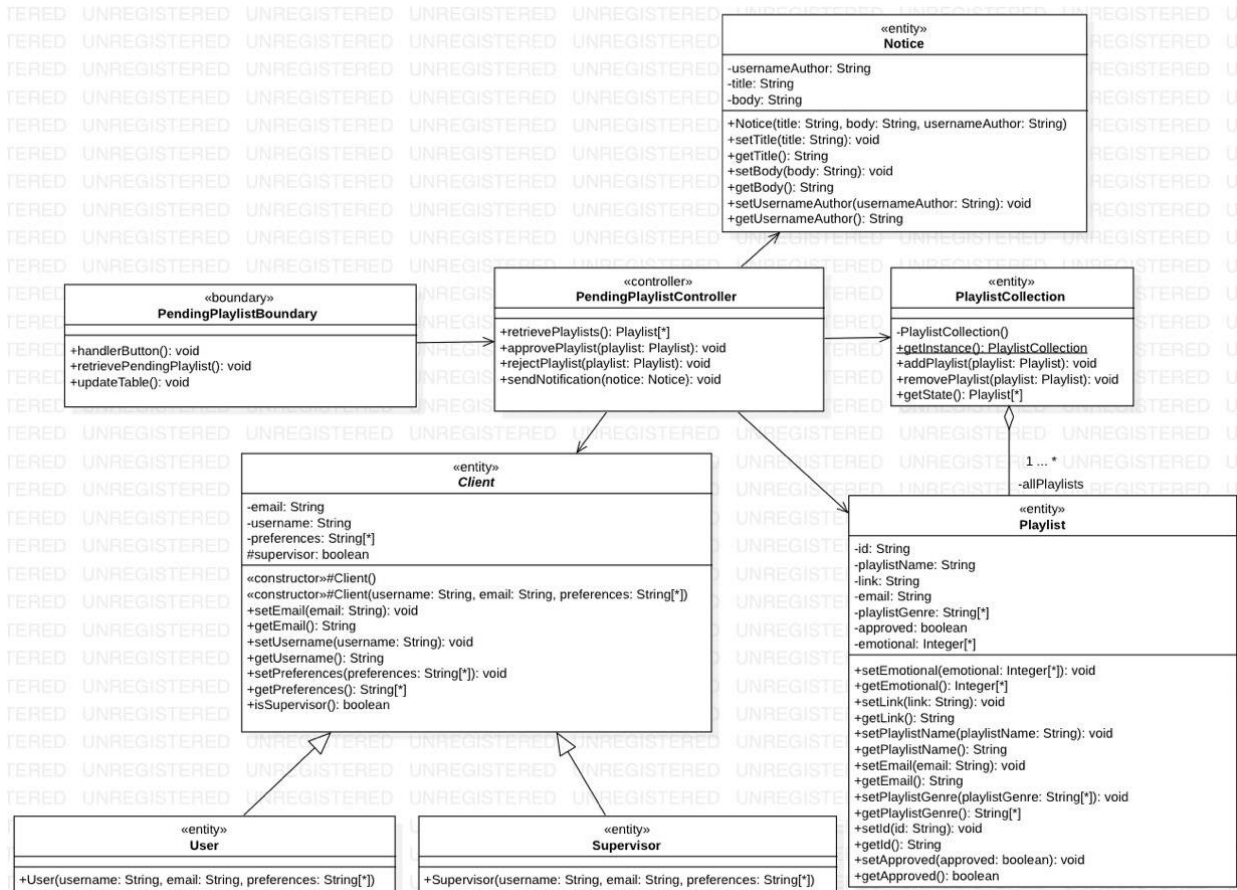 «entity»
Notice
-usernameAuthor: String
-title: String
-body: String
+Notice(title: String, body: String, usernameAuthor: String)
+setTitle(title: String): void
+getTitle(): String
+setBody(body: String): void
+getBody(): String
+setUsernameAuthor(usernameAuthor: String): void
+getUsernameAuthor(): String
«boundary»
PendingPlaylistBoundary
+handlerButton(): void
+retrievePendingPlaylist(): void
+updateTable(): void
«controller»
PendingPlaylistController
+retrievePlaylists(): Playlist[*]
+approvePlaylist(playlist: Playlist): void
+rejectPlaylist(playlist: Playlist): void
+sendNotification(notice: Notice): void
«entity»
PlaylistCollection
-PlaylistCollection()
+getInstance(): PlaylistCollection
+addPlaylist(playlist: Playlist): void
+removePlaylist(playlist: Playlist): void
+getState(): Playlist[*]
1 ... *
-allPlaylists
«entity»
Client
-email: String
-username: String
-preferences: String[*]
#supervisor: boolean
«constructor»#Client()
«constructor»#Client(username: String, email: String, preferences: String[*])
+setEmail(email: String): void
+getEmail(): String
+setUsername(username: String): void
+getUsername(): String
+setPreferences(preferences: String[*]): void
+getPreferences(): String[*]
+isSupervisor(): boolean
«entity»
Playlist
-id: String
-playlistName: String
-link: String
-email: String
-playlistGenre: String[*]
-approved: boolean
-emotional: Integer[*]
+setEmotional(emotional: Integer[*]): void
+getEmotional(): Integer[*]
+setLink(link: String): void
+getLink(): String
+setPlaylistName(playlistName: String): void
+getPlaylistName(): String
+setEmail(email: String): void
+getEmail(): String
+setPlaylistGenre(playlistGenre: String[*]): void
+getPlaylistGenre(): String[*]
+setId(id: String): void
+getId(): String
+setApproved(approved: boolean): void
+getApproved(): boolean
«entity»
User
+User(username: String, email: String, preferences: String[*])
«entity»
Supervisor
+Supervisor(username: String, email: String, preferences: String[*])
UNREGISTERED